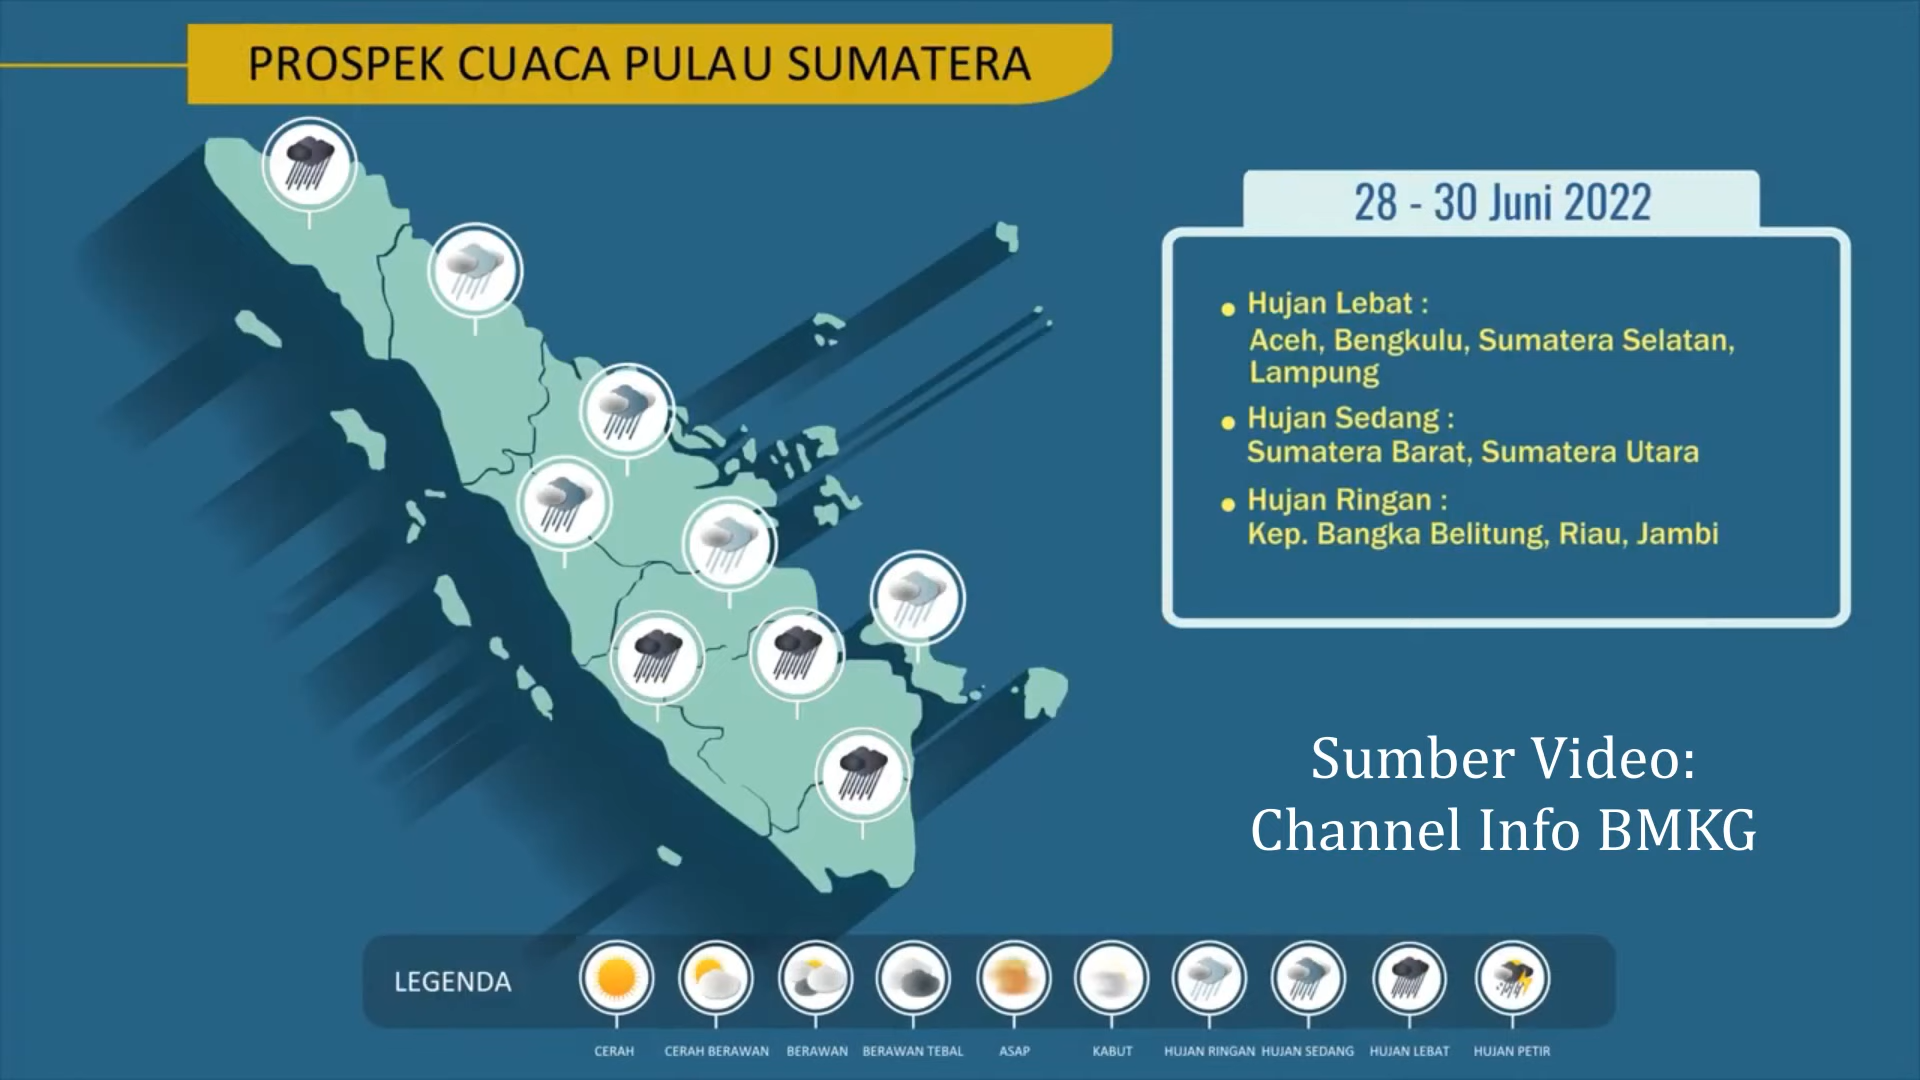 PROSPEK CUACA PULAU SUMATERA
28 - 30 Juni 2022
• Hujan Lebat :
Aceh, Bengkulu, Sumatera Selatan,
Lampung
• Hujan Sedang :
Sumatera Barat, Sumatera Utara
• Hujan Ringan :
Kep. Bangka Belitung, Riau, Jambi
Sumber Video:
Channel Info BMKG
LEGENDA
CERAH CERAH BERAWAN BERAWAN BERAWAN TEBAL ASAP KABUT HUJAN RINGAN HUJAN SEDANG HUJAN LEBAT HUJAN PETIR